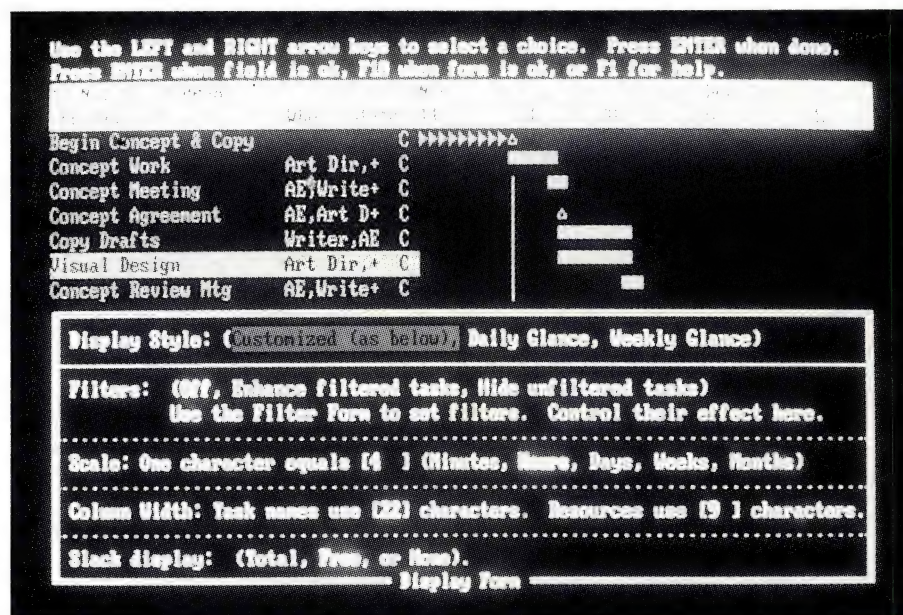 Use the LEFT and RIGHT arrow keys to select a choice. Press ENTER when done.
Press ENTER when field is ok, F10 when form is ok, or F1 for help.
Begin Concept & Copy C
Concept Work Art Dir,+ C
Concept Meeting AE,Write+ C
Concept Agreement AE,Art D+ C
Copy Drafts Writer,AE C
Visual Design Art Dir,+ C
Concept Review Mtg AE,Write+ C
Display Style: (Customized (as below), Daily Glance, Weekly Glance)
Filters: (Off, Enhance filtered tasks, Hide unfiltered tasks)
Use the Filter Form to set filters. Control their effect here.
Scale: One character equals [4 ] (Minutes, Hours, Days, Weeks, Months)
Column Width: Task names use [22] characters. Resources use [9 ] characters.
Slack display: (Total, Free, or None).
Display Form